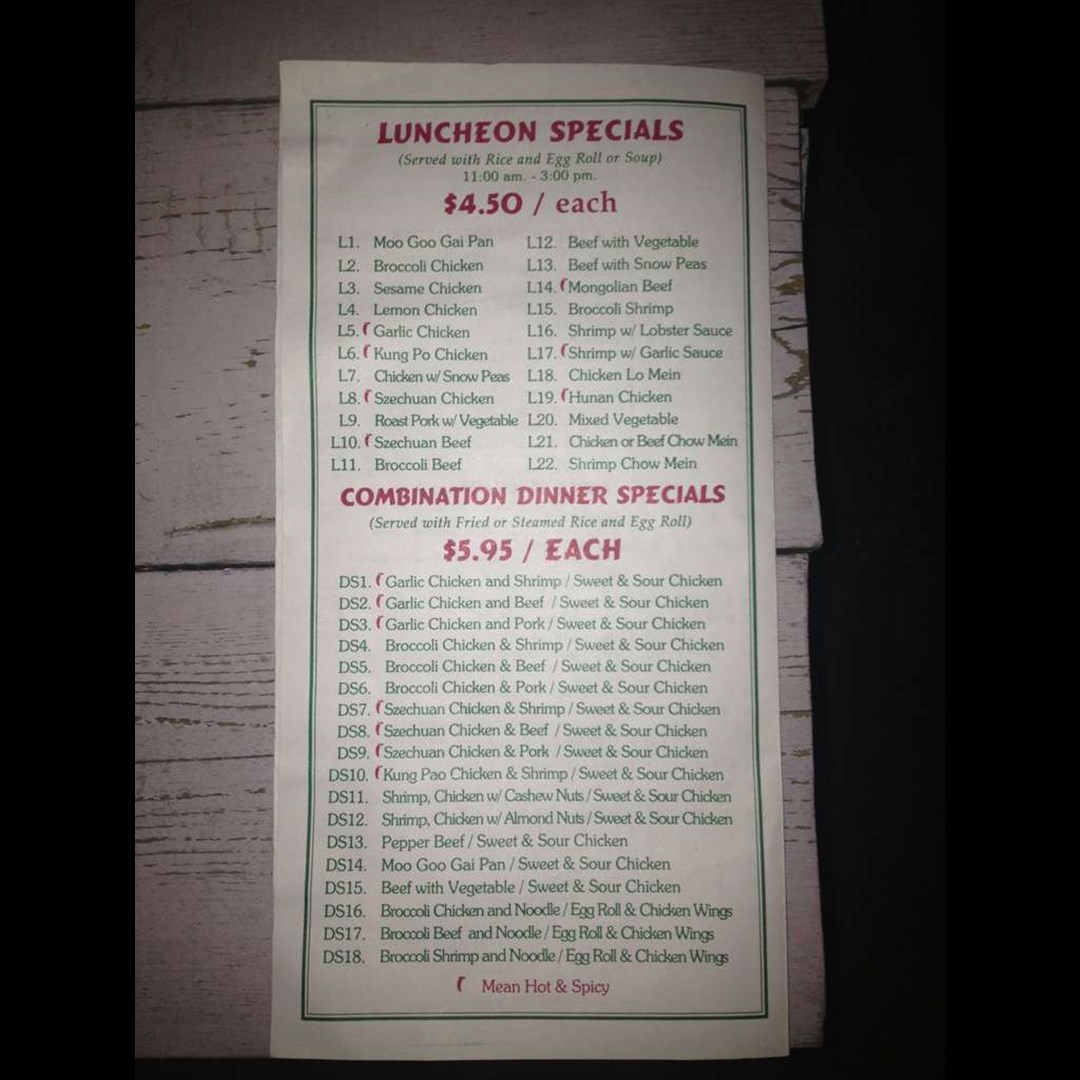 LUNCHEON SPECIALS
(Served with Rice and Egg Roll or Soup)
11:00 am. - 3:00 pm.
$4.50 / each
L1. Moo Goo Gai Pan
L2. Broccoli Chicken
L3. Sesame Chicken
L4. Lemon Chicken
L5. Garlic Chicken
L6. Kung Po Chicken
L7. Chicken w/ Snow Peas
L8. Szechuan Chicken
L9. Roast Pork w/ Vegetable
L10. Szechuan Beef
L11. Broccoli Beef
L12. Beef with Vegetable
L13. Beef with Snow Peas
L14. Mongolian Beef
L15. Broccoli Shrimp
L16. Shrimp w/ Lobster Sauce
L17. Shrimp w/ Garlic Sauce
L18. Chicken Lo Mein
L19. Hunan Chicken
L20. Mixed Vegetable
L21. Chicken or Beef Chow Mein
L22. Shrimp Chow Mein
COMBINATION DINNER SPECIALS
(Served with Fried or Steamed Rice and Egg Roll)
$5.95 / EACH
DS1. Garlic Chicken and Shrimp / Sweet & Sour Chicken
DS2. Garlic Chicken and Beef / Sweet & Sour Chicken
DS3. Garlic Chicken and Pork / Sweet & Sour Chicken
DS4. Broccoli Chicken & Shrimp / Sweet & Sour Chicken
DS5. Broccoli Chicken & Beef / Sweet & Sour Chicken
DS6. Broccoli Chicken & Pork / Sweet & Sour Chicken
DS7. Szechuan Chicken & Shrimp / Sweet & Sour Chicken
DS8. Szechuan Chicken & Beef / Sweet & Sour Chicken
DS9. Szechuan Chicken & Pork / Sweet & Sour Chicken
DS10. Kung Pao Chicken & Shrimp / Sweet & Sour Chicken
DS11. Shrimp, Chicken w/ Cashew Nuts / Sweet & Sour Chicken
DS12. Shrimp, Chicken w/ Almond Nuts / Sweet & Sour Chicken
DS13. Pepper Beef / Sweet & Sour Chicken
DS14. Moo Goo Gai Pan / Sweet & Sour Chicken
DS15. Beef with Vegetable / Sweet & Sour Chicken
DS16. Broccoli Chicken and Noodle / Egg Roll & Chicken Wings
DS17. Broccoli Beef and Noodle / Egg Roll & Chicken Wings
DS18. Broccoli Shrimp and Noodle / Egg Roll & Chicken Wings
Mean Hot & Spicy